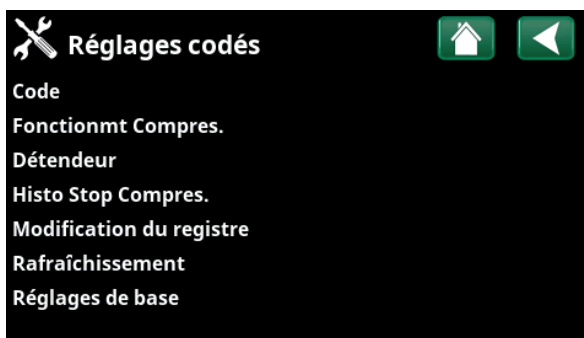 Réglages codés
Code
Fonctionmt Compres.
Détendeur
Histo Stop Compres.
Modification du registre
Rafraîchissement
Réglages de base